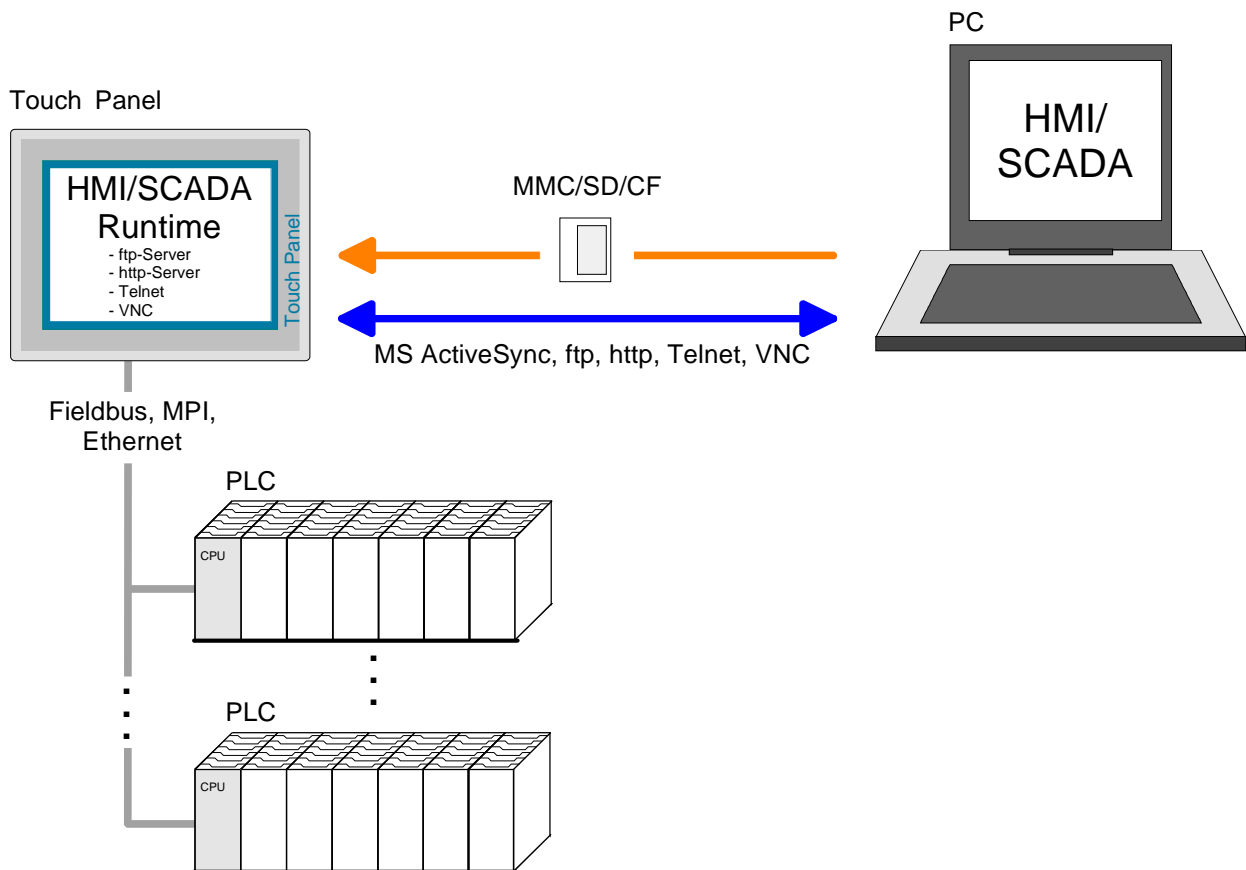 PC
Touch Panel
HMI/SCADA
Runtime
- ftp-Server
- http-Server
- Telnet
- VNC
Touch Panel
MMC/SD/CF
HMI/
SCADA
MS ActiveSync, ftp, http, Telnet, VNC
Fieldbus, MPI,
Ethernet
PLC
CPU
PLC
CPU